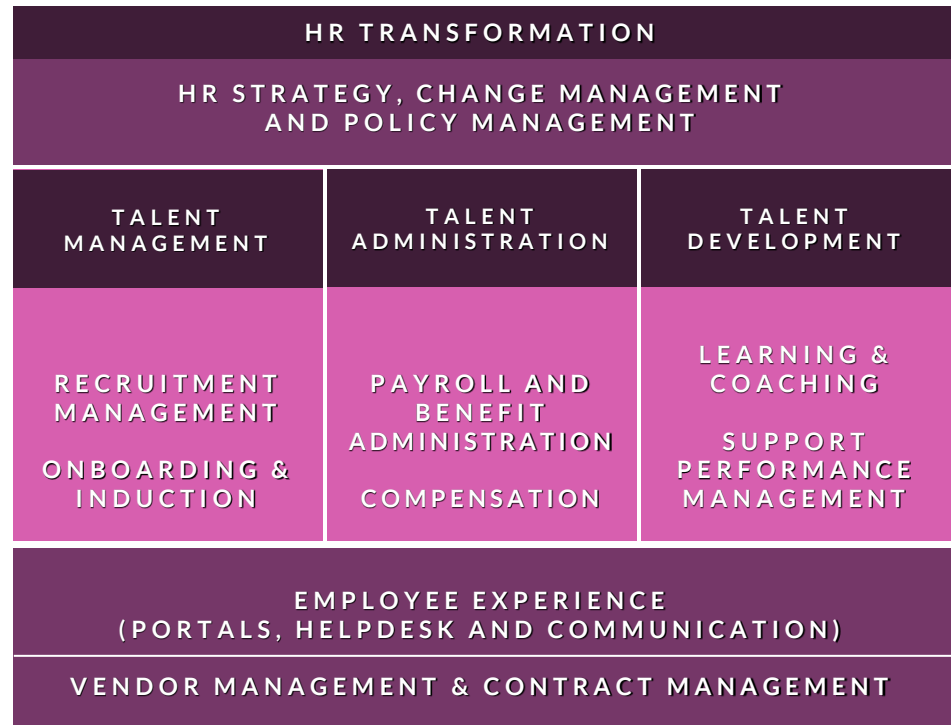 HR TRANSFORMATION
HR STRATEGY, CHANGE MANAGEMENT
AND POLICY MANAGEMENT
TALENT
MANAGEMENT
TALENT
ADMINISTRATION
TALENT
DEVELOPMENT
RECRUITMENT
MANAGEMENT
ONBOARDING &
INDUCTION
PAYROLL AND
BENEFIT
ADMINISTRATION
COMPENSATION
LEARNING &
COACHING
SUPPORT
PERFORMANCE
MANAGEMENT
EMPLOYEE EXPERIENCE
(PORTALS, HELPDESK AND COMMUNICATION)
VENDOR MANAGEMENT & CONTRACT MANAGEMENT